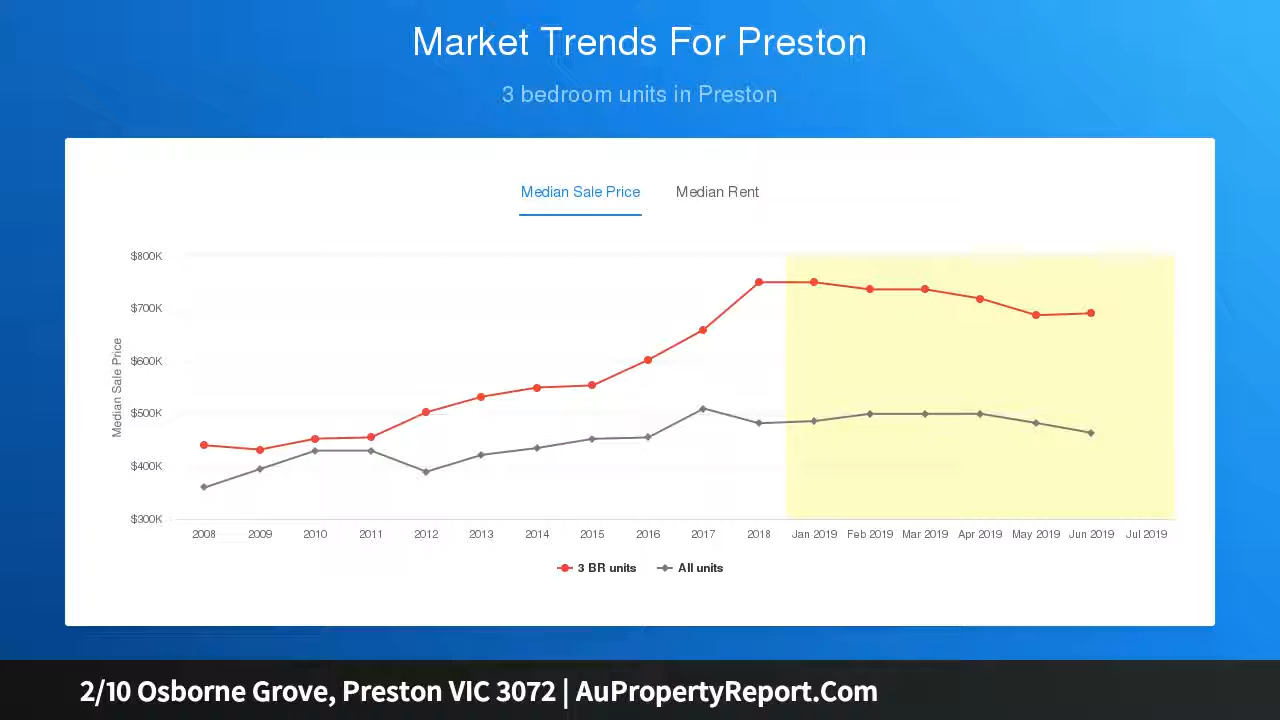 Market Trends For Preston
3 bedroom units in Preston
Median Sale Price Median Rent
$800K
$700K
$600K
$500K
$400K
$300K
Median Sale Price
2008 2009 2010 2011 2012 2013 2014 2015 2016 2017 2018 Jan 2019 Feb 2019 Mar 2019 Apr 2019 May 2019 Jun 2019 Jul 2019
3 BR units All units
2/10 Osborne Grove, Preston VIC 3072 | AuPropertyReport.Com